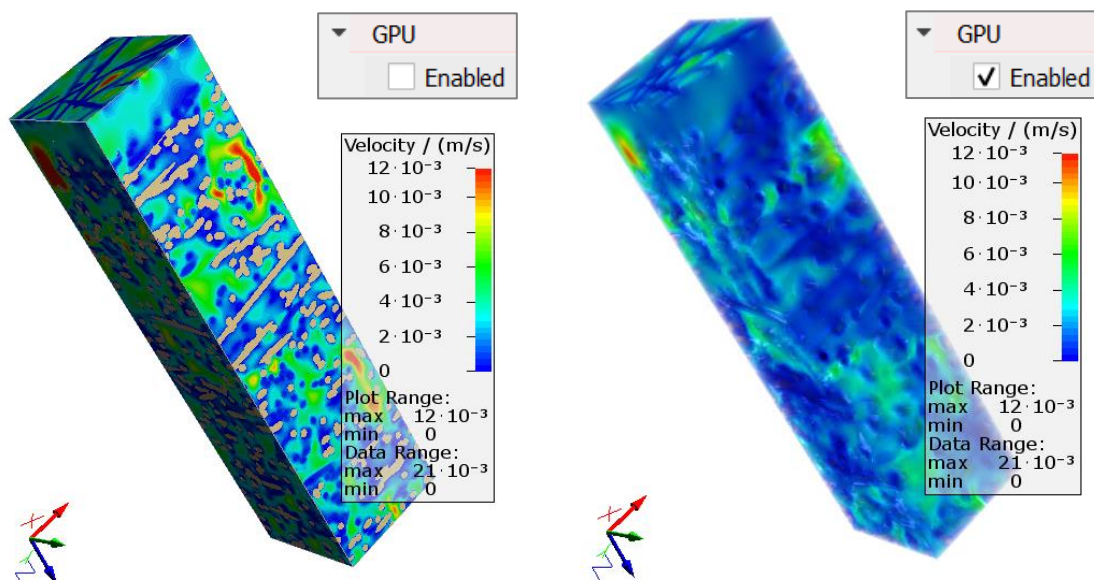 GPU
Enabled
Velocity / (m/s)
12·10⁻³
10·10⁻³
8·10⁻³
6·10⁻³
4·10⁻³
2·10⁻³
0
Plot Range:
max 12·10⁻³
min 0
Data Range:
max 21·10⁻³
min 0
X
Y
Z
GPU
Enabled
Velocity / (m/s)
12·10⁻³
10·10⁻³
8·10⁻³
6·10⁻³
4·10⁻³
2·10⁻³
0
Plot Range:
max 12·10⁻³
min 0
Data Range:
max 21·10⁻³
min 0
X
Y
Z